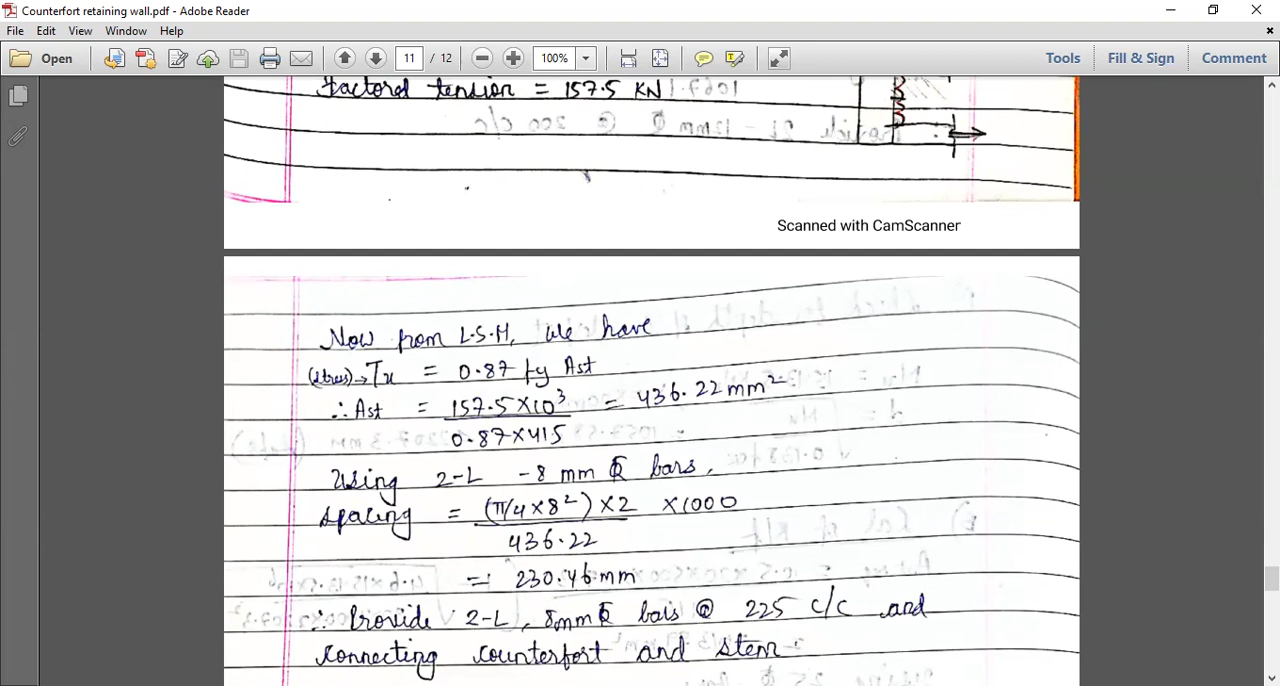 Counterfort retaining wall.pdf - Adobe Reader
File Edit View Window Help
Open 11 / 12 100% Tools Fill & Sign Comment
Factored tension = 157.5 KN
Scanned with CamScanner
Now from L.S.M, We have
(stress) → Tu = 0.87 fy Ast
∴ Ast = 157.5×10³ / 0.87×415 = 436.22 mm²
Using 2-L - 8 mm Φ bars,
spacing = (π/4×8²)×2 / 436.22 ×1000
= 230.46 mm
∴ Provide 2-L, 8mm Φ bars @ 225 c/c and
connecting counterfort and stem.